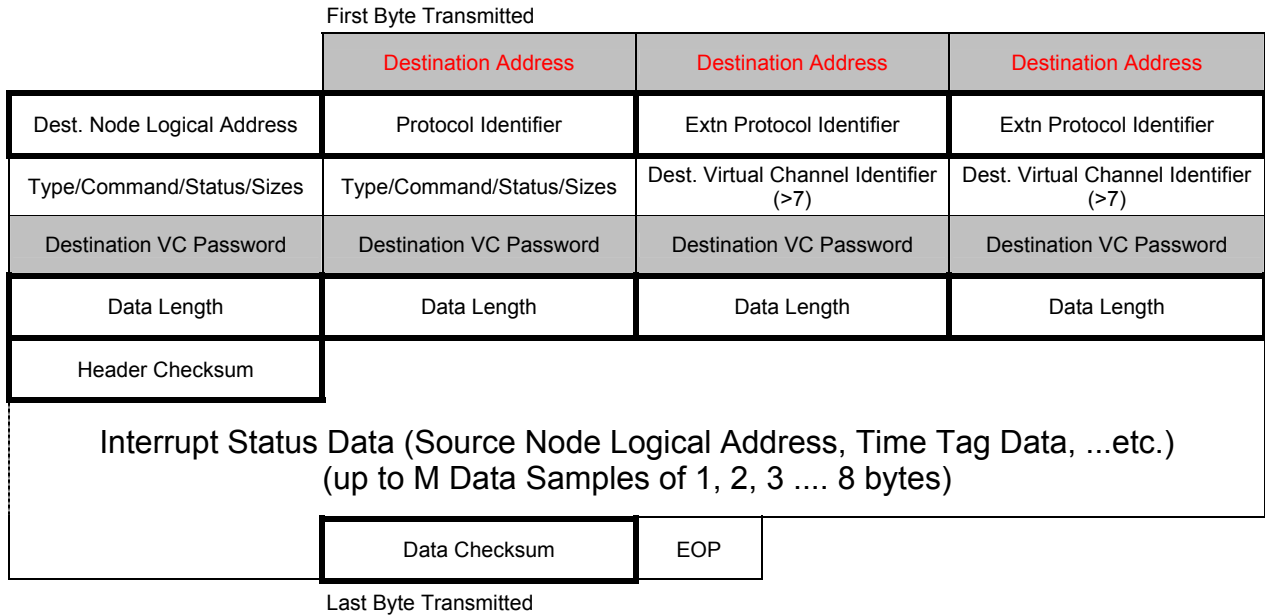 First Byte Transmitted
Destination Address Destination Address Destination Address
Dest. Node Logical Address Protocol Identifier Extn Protocol Identifier Extn Protocol Identifier
Type/Command/Status/Sizes Type/Command/Status/Sizes Dest. Virtual Channel Identifier (>7) Dest. Virtual Channel Identifier (>7)
Destination VC Password Destination VC Password Destination VC Password Destination VC Password
Data Length Data Length Data Length Data Length
Header Checksum
Interrupt Status Data (Source Node Logical Address, Time Tag Data, ...etc.)
(up to M Data Samples of 1, 2, 3 .... 8 bytes)
Data Checksum EOP
Last Byte Transmitted